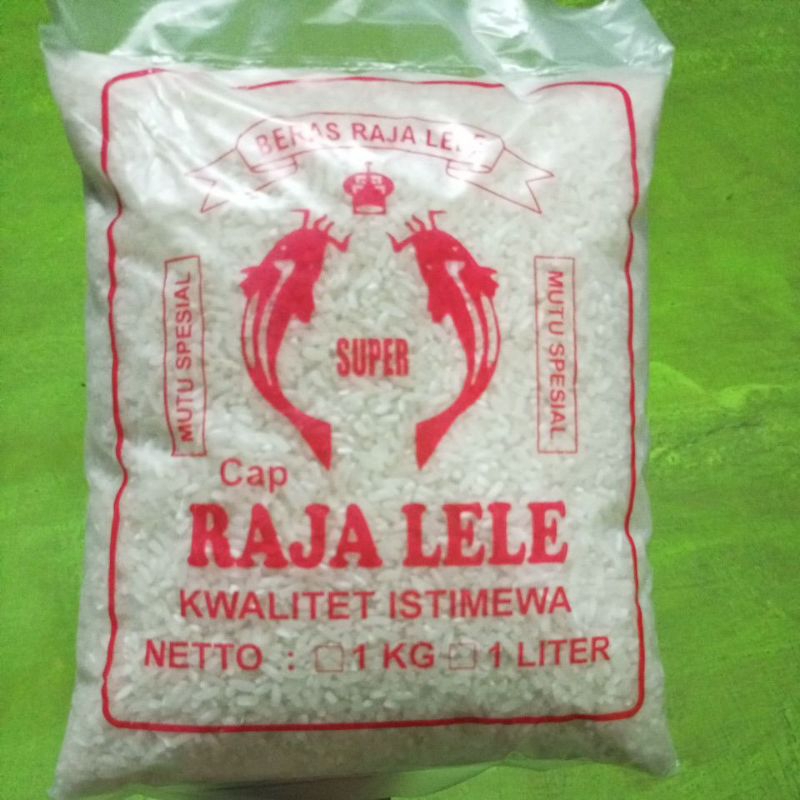 BERAS RAJA LELE
MUTU SPESIAL
SUPER
MUTU SPESIAL
Cap
RAJA LELE
KWALITET ISTIMEWA
NETTO : 1 KG 1 LITER